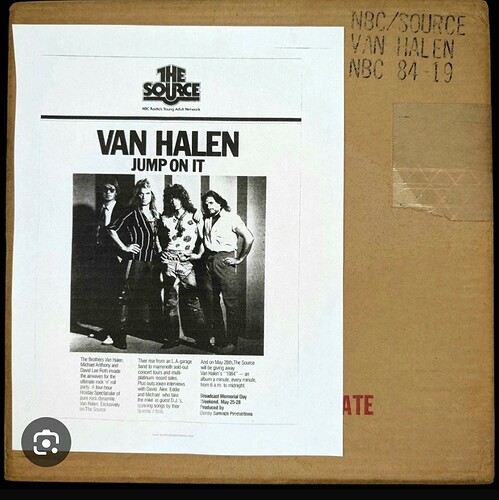 NBC/SOURCE
VAN HALEN
NBC 84-19
THE
SOURCE
NBC Radio's Young Adult Network
VAN HALEN
JUMP ON IT
The Brothers Van Halen,
Michael Anthony and
David Lee Roth invade
the airwaves for the
ultimate rock 'n' roll
party. A four hour
Holiday Spectacular of
pure rock dynamite
Van Halen. Exclusively
on The Source
Their rise from an L.A. garage
band to mammoth sold-out
concert tours and multi-
platinum record sales.
Plus outspoken interviews
with David, Alex, Eddie
and Michael who take
the mike as guest D.J.'s,
by their
And on May 28th, The Source
will be giving away
Van Halen's "1984" — an
album a minute, every minute,
from 6 a.m. to midnight.
Broadcast Memorial Day
Weekend. May 25-28
Produced by
Denny Somach Productions
ATE